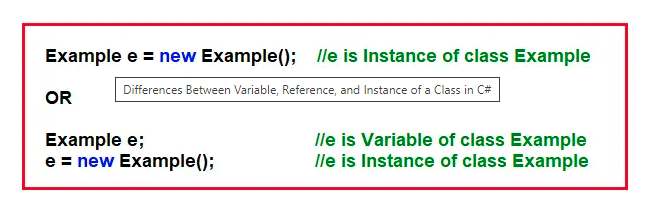 Example e = new Example();    //e is Instance of class Example
OR
Differences Between Variable, Reference, and Instance of a Class in C#
Example e;    //e is Variable of class Example
e = new Example();    //e is Instance of class Example